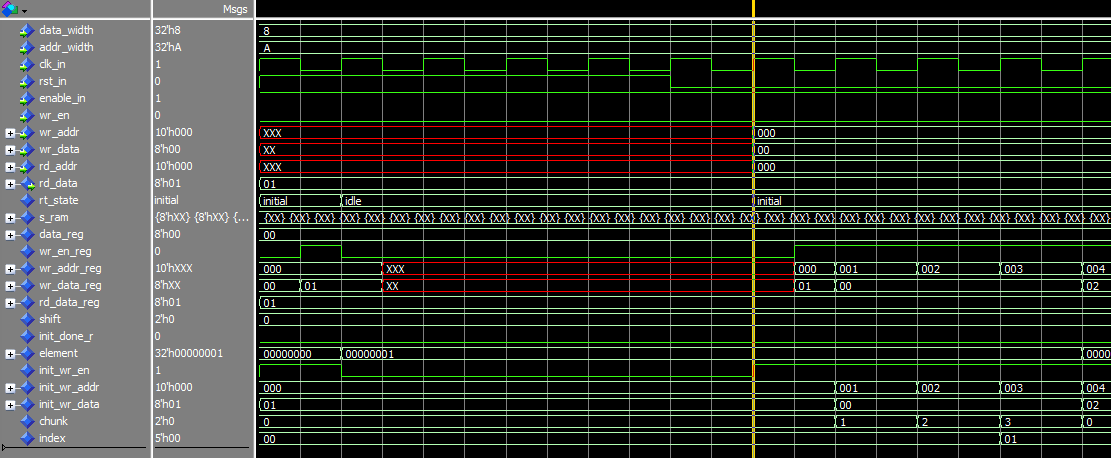 Msgs
data_width 32'h8 8
addr_width 32'hA A
clk_in 1
rst_in 0
enable_in 1
wr_en 0
wr_addr 10'h000 XXX 000
wr_data 8'h00 XX 00
rd_addr 10'h000 XXX 000
rd_data 8'h01 01
rt_state initial initial idle initial
s_ram {8'hXX} {8'hXX} {... {XX} {XX} {XX} {XX} {XX} {XX} {XX} {XX} {XX} {XX} {XX} {XX} {XX} {XX} {XX} {XX} {XX} {XX} {XX} {XX} {XX} {XX} {XX} {XX} {XX} {XX} {XX} {XX} {XX} {XX} {XX} {XX} {XX} {XX}
data_reg 8'h00 00
wr_en_reg 0
wr_addr_reg 10'hXXX 000 XXX 000 001 002 003 004
wr_data_reg 8'hXX 00 01 XX 01 00 02
rd_data_reg 8'h01 01
shift 2'h0 0
init_done_r 0
element 32'h00000001 00000000 00000001 0000
init_wr_en 1
init_wr_addr 10'h000 000 001 002 003 004
init_wr_data 8'h01 01 00 02
chunk 2'h0 0 1 2 3 0
index 5'h00 00 01